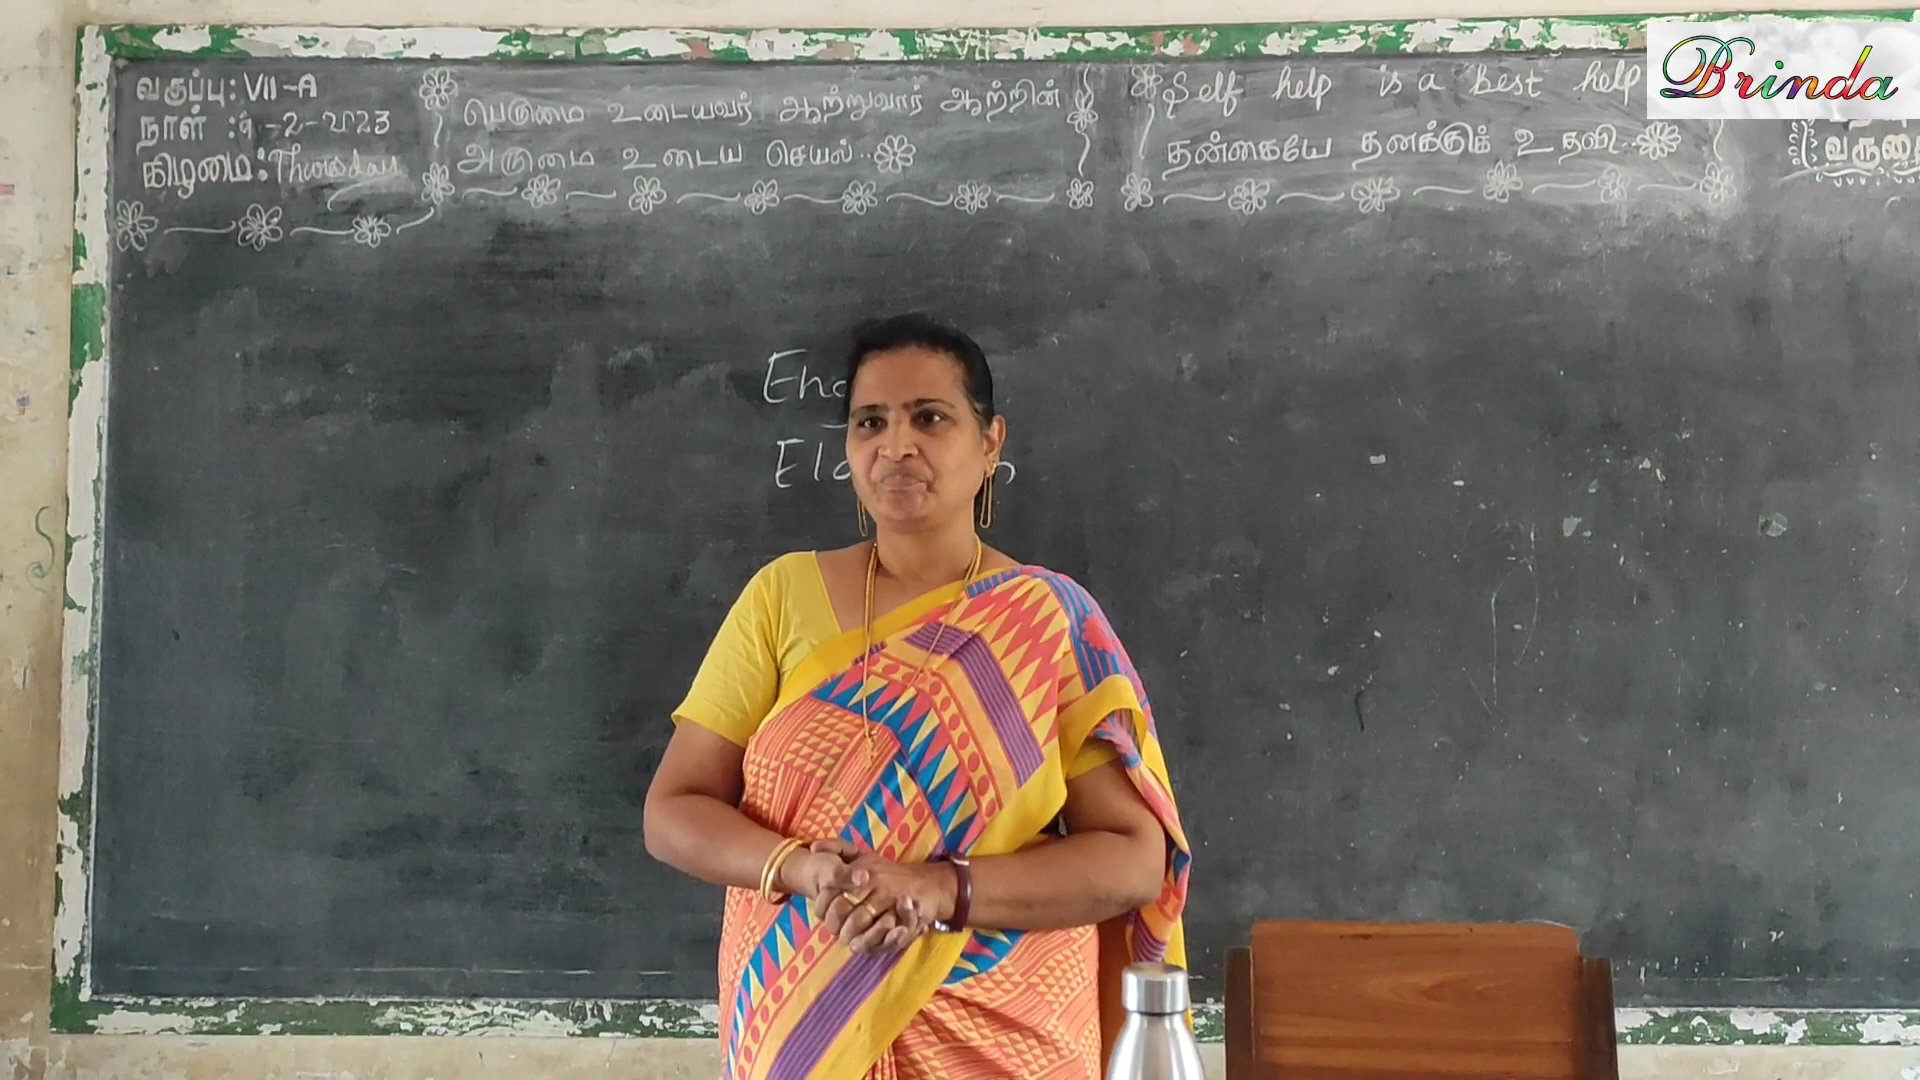 வகுப்பு: VII-A
நாள் : 9-2-2023
கிழமை: Thursday
பெருமை உடையவர் ஆற்றுவார் ஆற்றின்
அருமை உடைய செயல்..
Self help is a best help
தன்கையே தனக்குக் உதவி..
Brinda